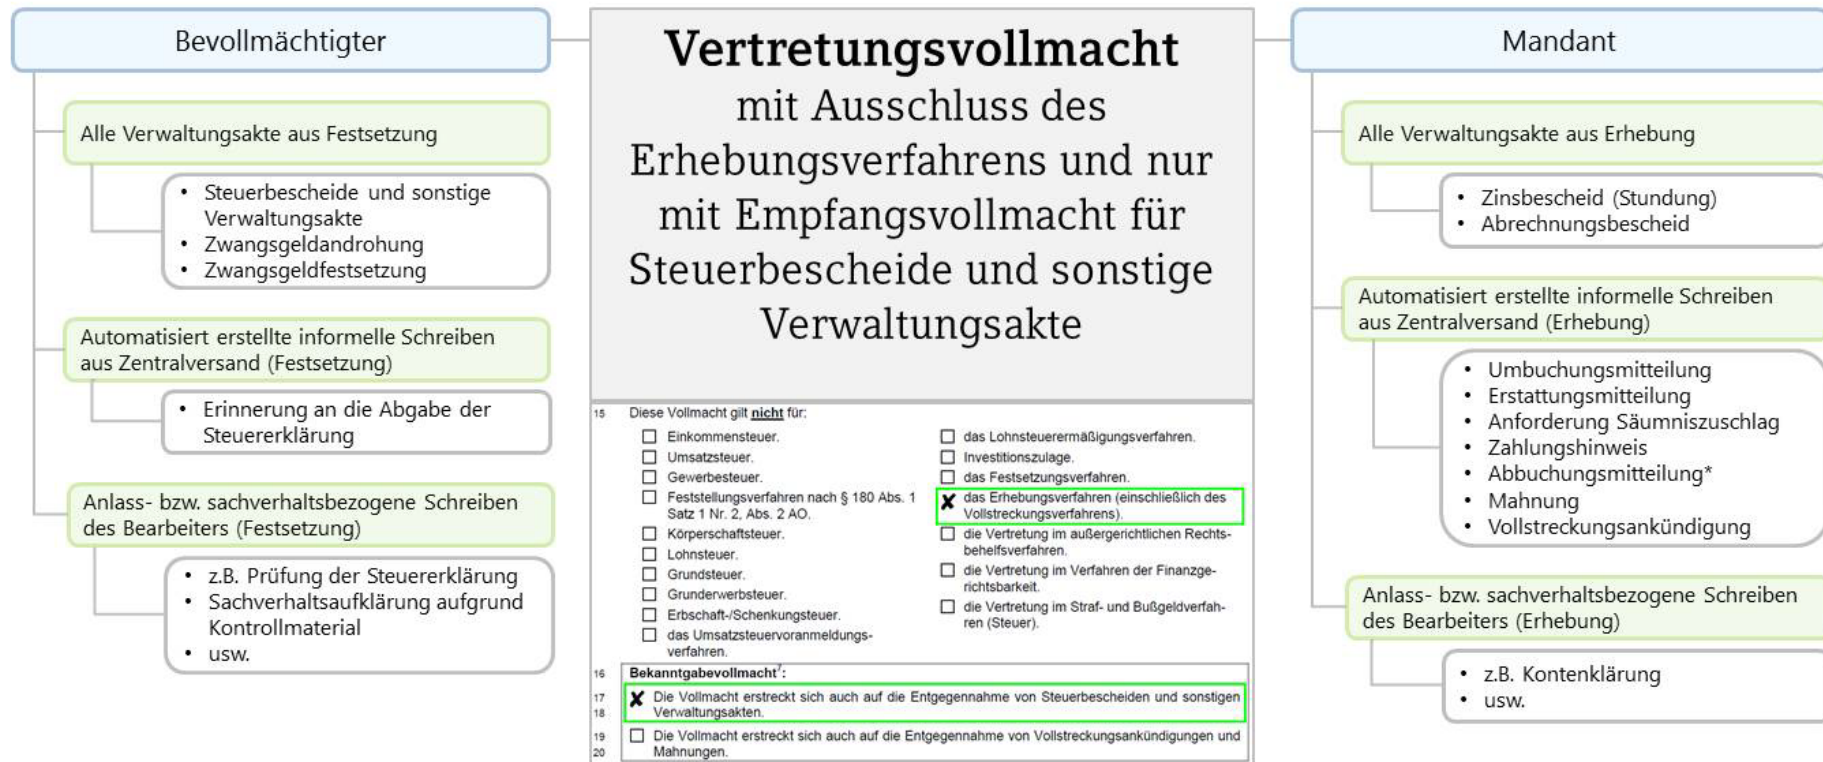 Bevollmächtigter
Alle Verwaltungsakte aus Festsetzung
• Steuerbescheide und sonstige
Verwaltungsakte
• Zwangsgeldandrohung
• Zwangsgeldfestsetzung
Automatisiert erstellte informelle Schreiben
aus Zentralversand (Festsetzung)
• Erinnerung an die Abgabe der
Steuererklärung
Anlass- bzw. sachverhaltsbezogene Schreiben
des Bearbeiters (Festsetzung)
• z.B. Prüfung der Steuererklärung
• Sachverhaltsaufklärung aufgrund
Kontrollmaterial
• usw.
Vertretungsvollmacht
mit Ausschluss des
Erhebungsverfahrens und nur
mit Empfangsvollmacht für
Steuerbescheide und sonstige
Verwaltungsakte
15 Diese Vollmacht gilt nicht für:
Einkommensteuer.
Umsatzsteuer.
Gewerbesteuer.
Feststellungsverfahren nach § 180 Abs. 1
Satz 1 Nr. 2, Abs. 2 AO.
Körperschaftsteuer.
Lohnsteuer.
Grundsteuer.
Grunderwerbsteuer.
Erbschaft-/Schenkungsteuer.
das Umsatzsteuervoranmeldungs-
verfahren.
das Lohnsteuerermäßigungsverfahren.
Investitionszulage.
das Festsetzungsverfahren.
✘ das Erhebungsverfahren (einschließlich des
Vollstreckungsverfahrens).
die Vertretung im außergerichtlichen Rechts-
behelfsverfahren.
die Vertretung im Verfahren der Finanzge-
richtsbarkeit.
die Vertretung im Straf- und Bußgeldverfah-
ren (Steuer).
16 Bekanntgabevollmacht⁷:
17 ✘ Die Vollmacht erstreckt sich auch auf die Entgegennahme von Steuerbescheiden und sonstigen
18 Verwaltungsakten.
19 Die Vollmacht erstreckt sich auch auf die Entgegennahme von Vollstreckungsankündigungen und
20 Mahnungen.
Mandant
Alle Verwaltungsakte aus Erhebung
• Zinsbescheid (Stundung)
• Abrechnungsbescheid
Automatisiert erstellte informelle Schreiben
aus Zentralversand (Erhebung)
• Umbuchungsmitteilung
• Erstattungsmitteilung
• Anforderung Säumniszuschlag
• Zahlungshinweis
• Abbuchungsmitteilung*
• Mahnung
• Vollstreckungsankündigung
Anlass- bzw. sachverhaltsbezogene Schreiben
des Bearbeiters (Erhebung)
• z.B. Kontenklärung
• usw.